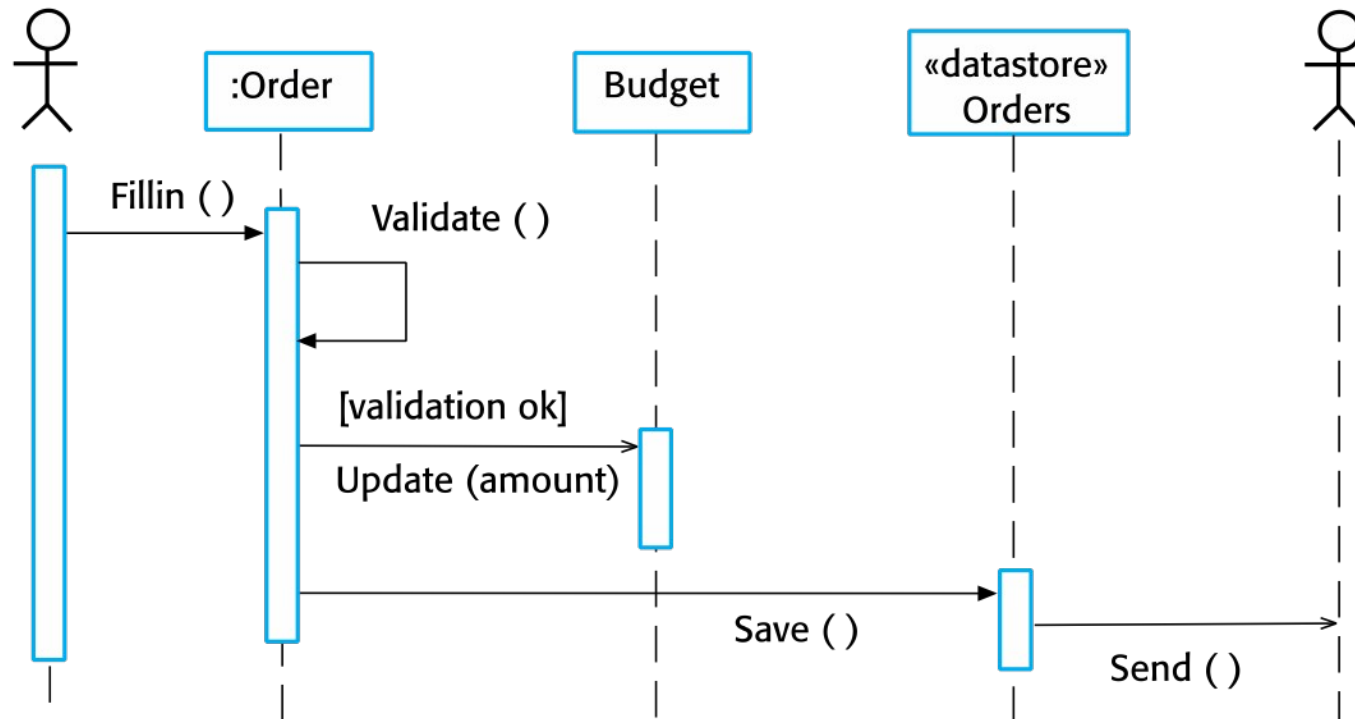 :Order
Budget
«datastore»
Orders
Fillin ( )
Validate ( )
[validation ok]
Update (amount)
Save ( )
Send ( )